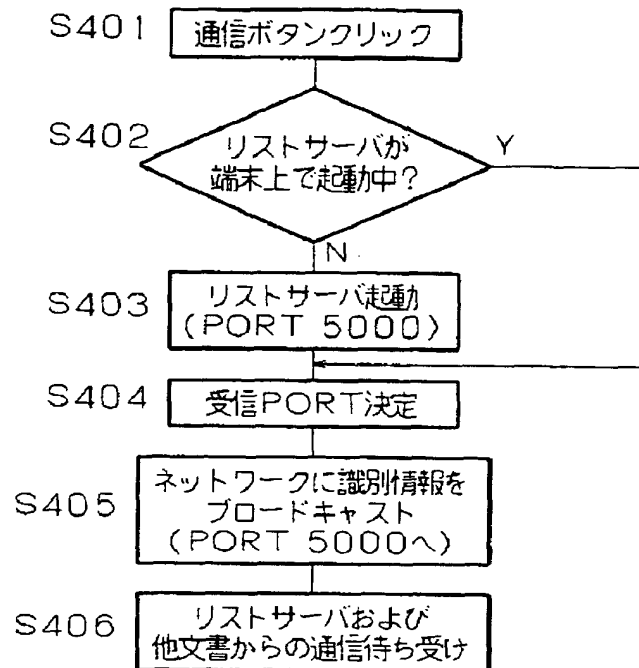 S401 通信ボタンクリック
S402 リストサーバが
端末上で起動中?
Y
N
S403 リストサーバ起動
(PORT 5000)
S404 受信PORT決定
S405 ネットワークに識別情報を
ブロードキャスト
(PORT 5000へ)
S406 リストサーバおよび
他文書からの通信待ち受け